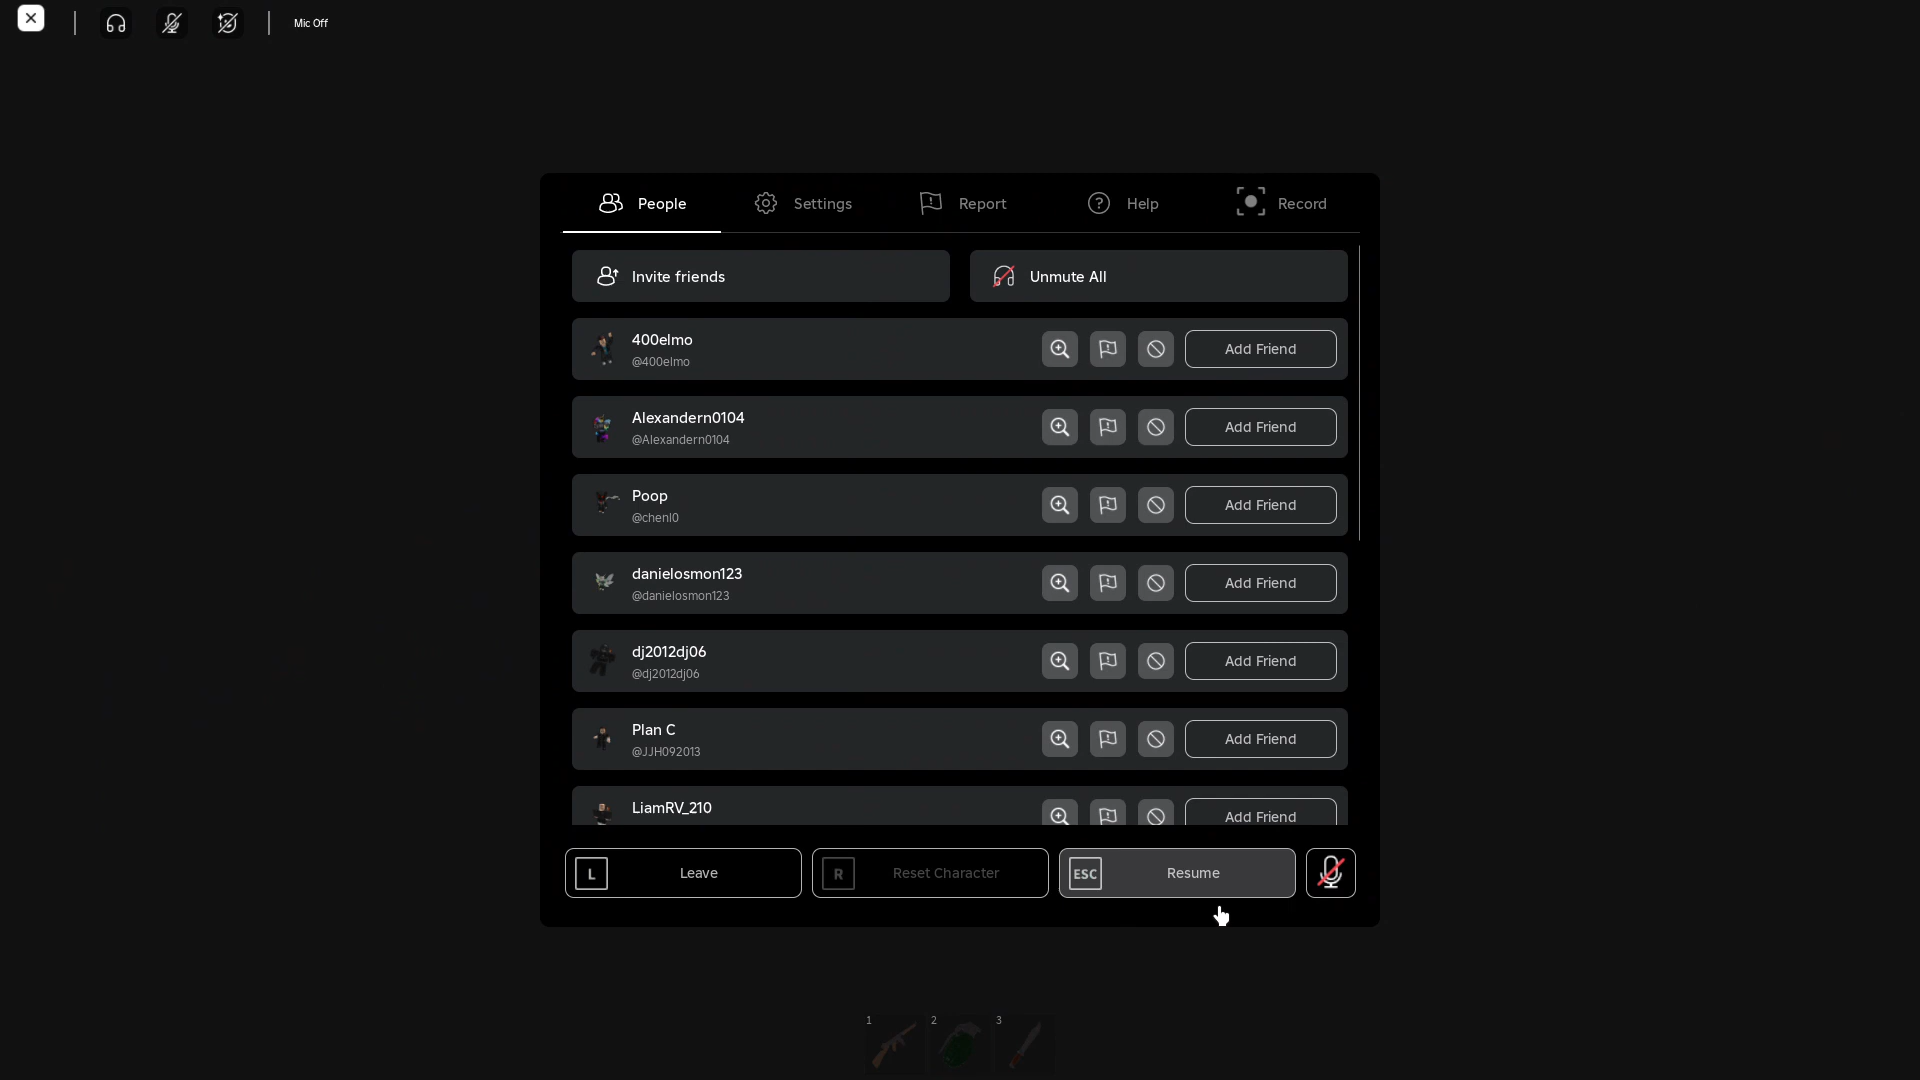 Mic Off
People
Settings
Report
Help
Record
Invite friends
Unmute All
400elmo
@400elmo
Add Friend
Alexandern0104
@Alexandern0104
Add Friend
Poop
@chenl0
Add Friend
danielosmon123
@danielosmon123
Add Friend
dj2012dj06
@dj2012dj06
Add Friend
Plan C
@JJH092013
Add Friend
LiamRV_210
Add Friend
L Leave
R Reset Character
ESC Resume
1 2 3